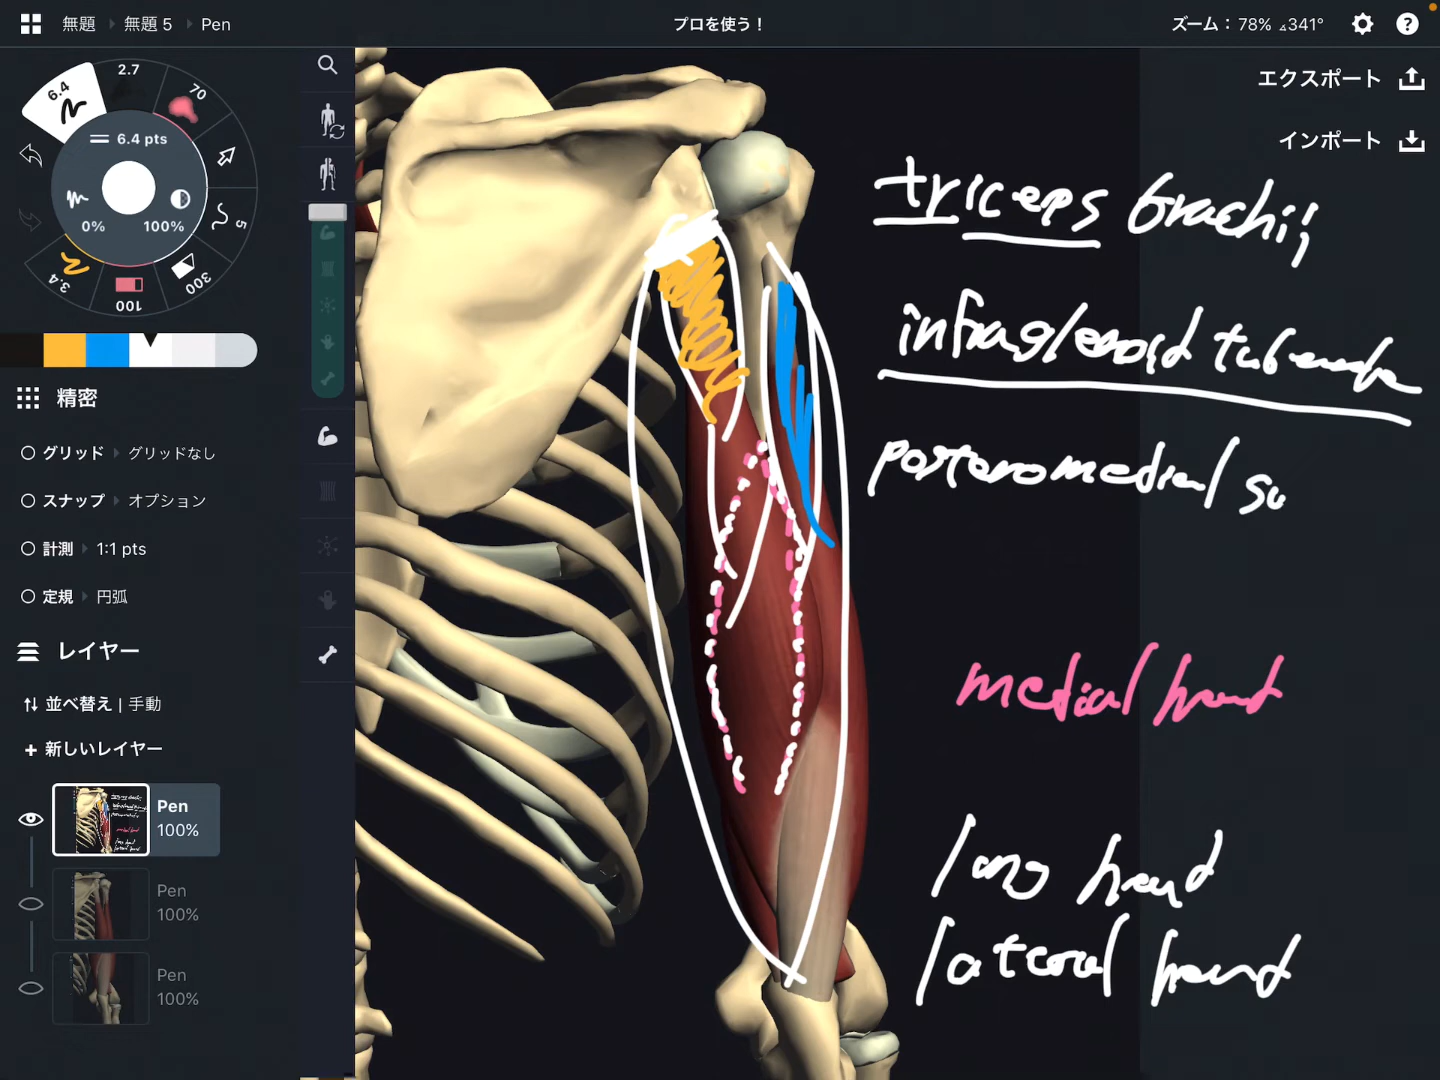 無題 無題 5 Pen
プロを使う！
ズーム： 78% ⊿341°
エクスポート
インポート
2.7
6.4
70
6.4 pts
5
0% 100%
3.4
100
300
精密
グリッド グリッドなし
スナップ オプション
計測 1:1 pts
定規 円弧
レイヤー
並べ替え | 手動
+ 新しいレイヤー
Pen
100%
Pen
100%
Pen
100%
triceps brachii
infraglenoid
posteromedial su
medial head
long head
lateral head